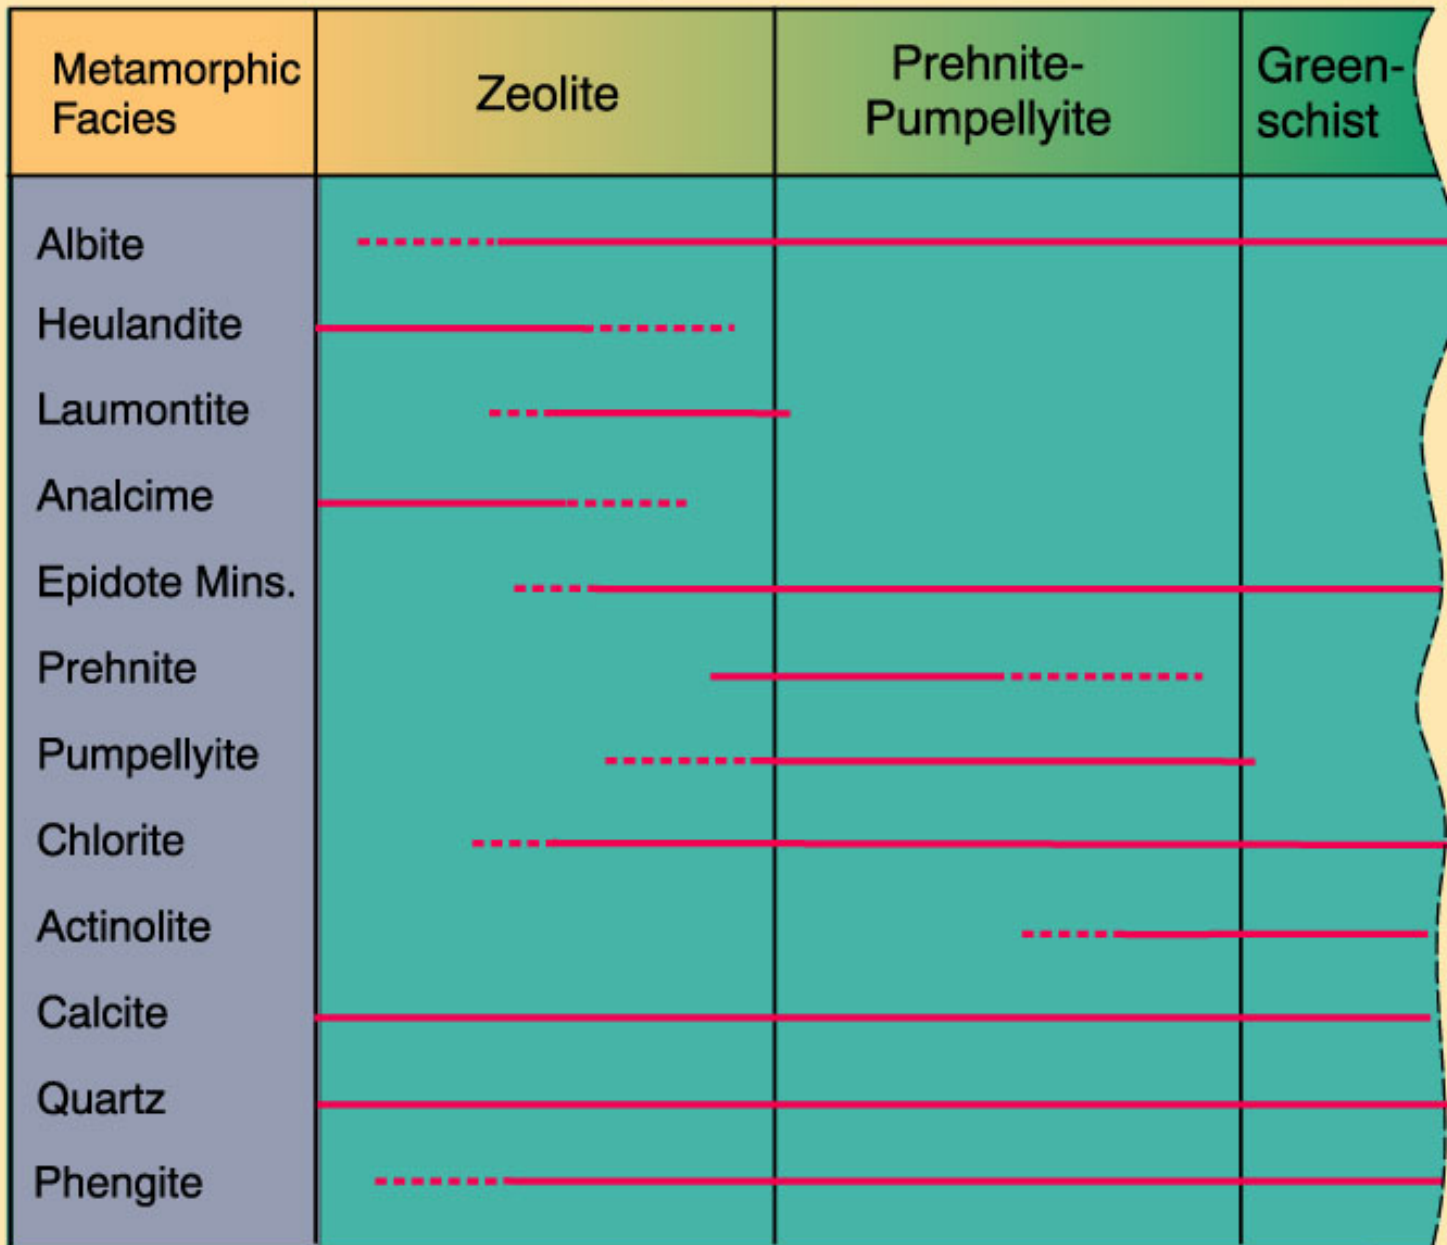 Metamorphic
Facies
Zeolite
Prehnite-
Pumpellyite
Green-
schist
Albite
Heulandite
Laumontite
Analcime
Epidote Mins.
Prehnite
Pumpellyite
Chlorite
Actinolite
Calcite
Quartz
Phengite